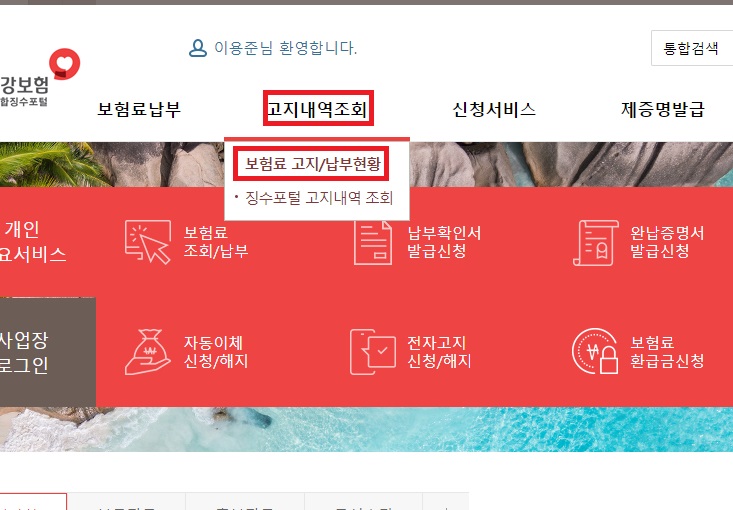 이용준님 환영합니다.
통합검색
강보험
합징수포털
보험료납부
고지내역조회
신청서비스
제증명발급
보험료 고지/납부현황
징수포털 고지내역 조회
개인
요서비스
보험료
조회/납부
납부확인서
발급신청
완납증명서
발급신청
사업장
로그인
자동이체
신청/해지
전자고지
신청/해지
보험료
환급금신청